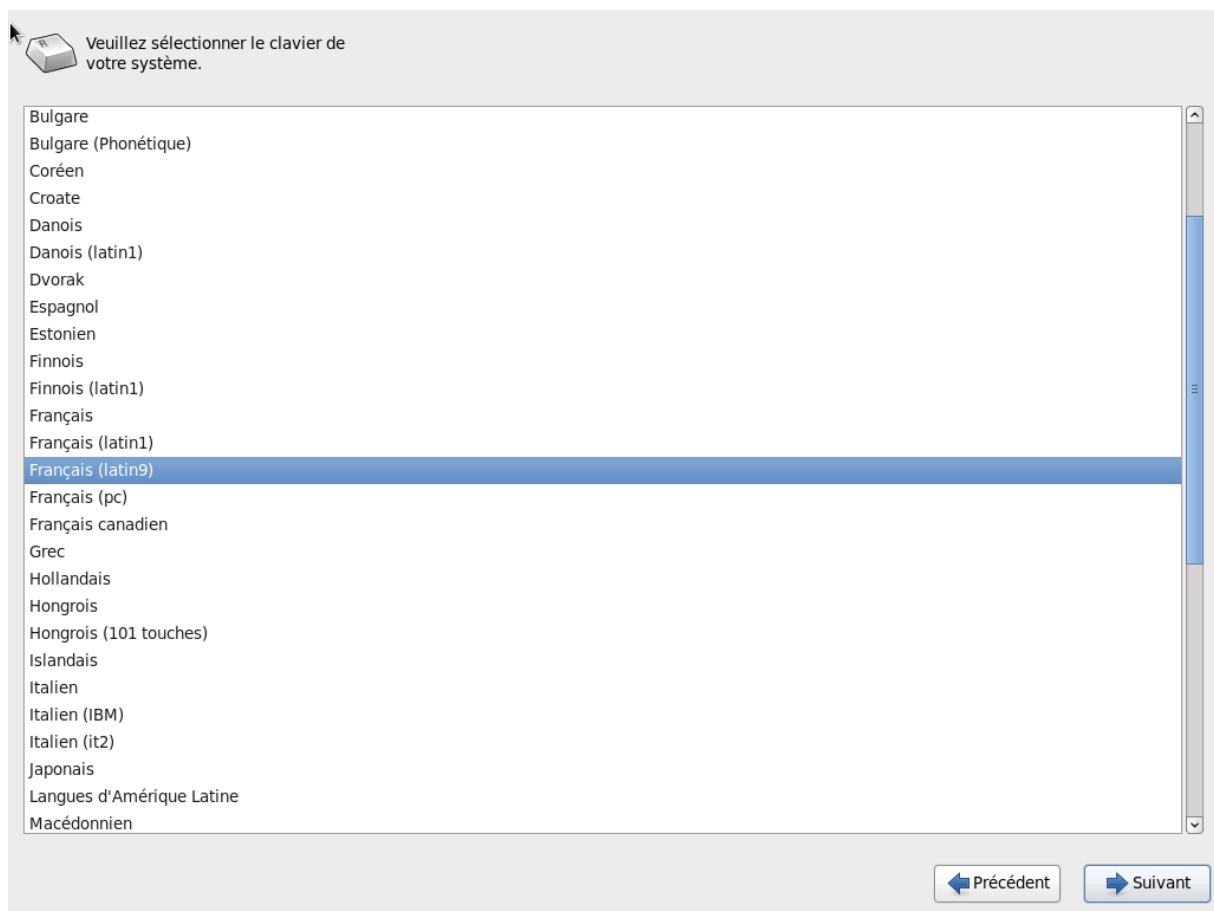 Veuillez sélectionner le clavier de
votre système.
Bulgare
Bulgare (Phonétique)
Coréen
Croate
Danois
Danois (latin1)
Dvorak
Espagnol
Estonien
Finnois
Finnois (latin1)
Français
Français (latin1)
Français (latin9)
Français (pc)
Français canadien
Grec
Hollandais
Hongrois
Hongrois (101 touches)
Islandais
Italien
Italien (IBM)
Italien (it2)
Japonais
Langues d'Amérique Latine
Macédonnien
Précédent
Suivant